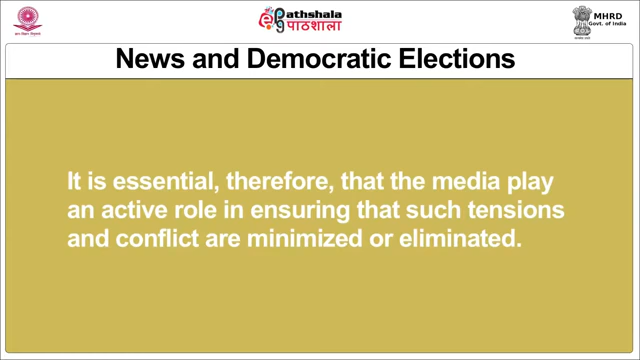 ePathshala
पाठशाला
MHRD
Govt. of India
News and Democratic Elections
It is essential, therefore, that the media play
an active role in ensuring that such tensions
and conflict are minimized or eliminated.